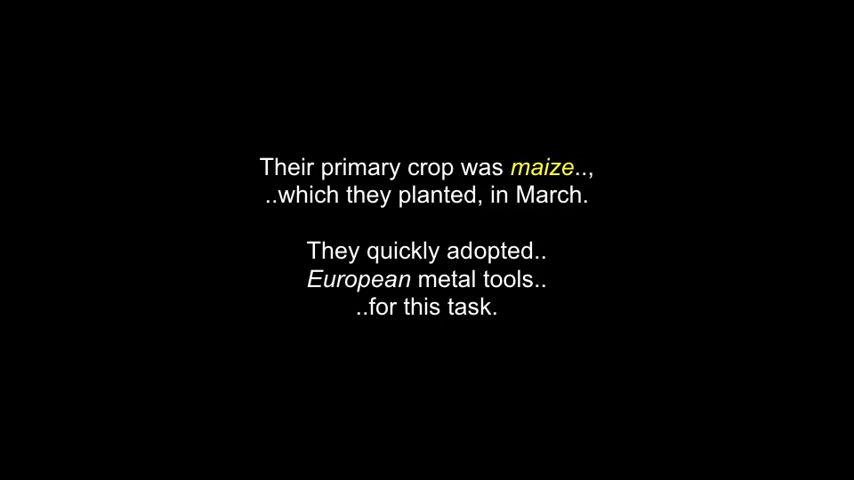 Their primary crop was maize..,
..which they planted, in March.
They quickly adopted..
European metal tools..
..for this task.